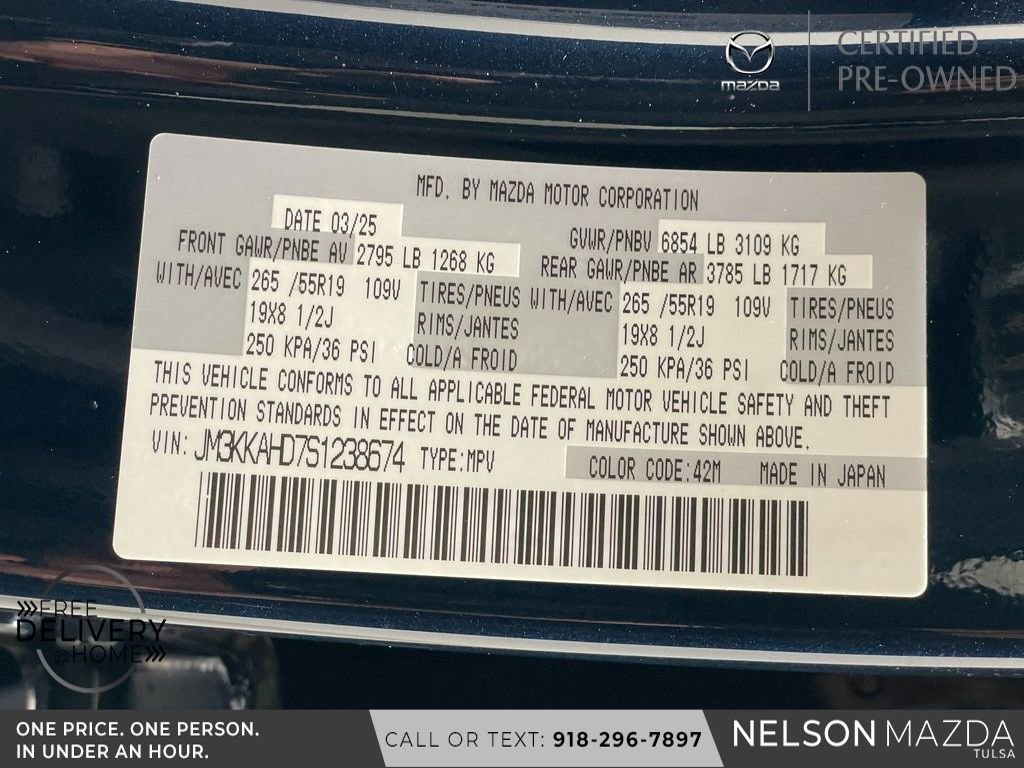 mazda
CERTIFIED
PRE-OWNED
MFD. BY MAZDA MOTOR CORPORATION
DATE 03/25
GVWR/PNBV 6854 LB 3109 KG
FRONT GAWR/PNBE AV 2795 LB 1268 KG
REAR GAWR/PNBE AR 3785 LB 1717 KG
WITH/AVEC 265 /55R19 109V TIRES/PNEUS
19X8 1/2J RIMS/JANTES
250 KPA/36 PSI COLD/A FROID
WITH/AVEC 265 /55R19 109V TIRES/PNEUS
19X8 1/2J RIMS/JANTES
250 KPA/36 PSI COLD/A FROID
THIS VEHICLE CONFORMS TO ALL APPLICABLE FEDERAL MOTOR VEHICLE SAFETY AND THEFT
PREVENTION STANDARDS IN EFFECT ON THE DATE OF MANUFACTURE SHOWN ABOVE.
VIN: JM3KKAHD7S1238674 TYPE:MPV
COLOR CODE:42M MADE IN JAPAN
FREE
DELIVERY
@HOME
ONE PRICE. ONE PERSON.
IN UNDER AN HOUR.
CALL OR TEXT: 918-296-7897
NELSON MAZDA
TULSA